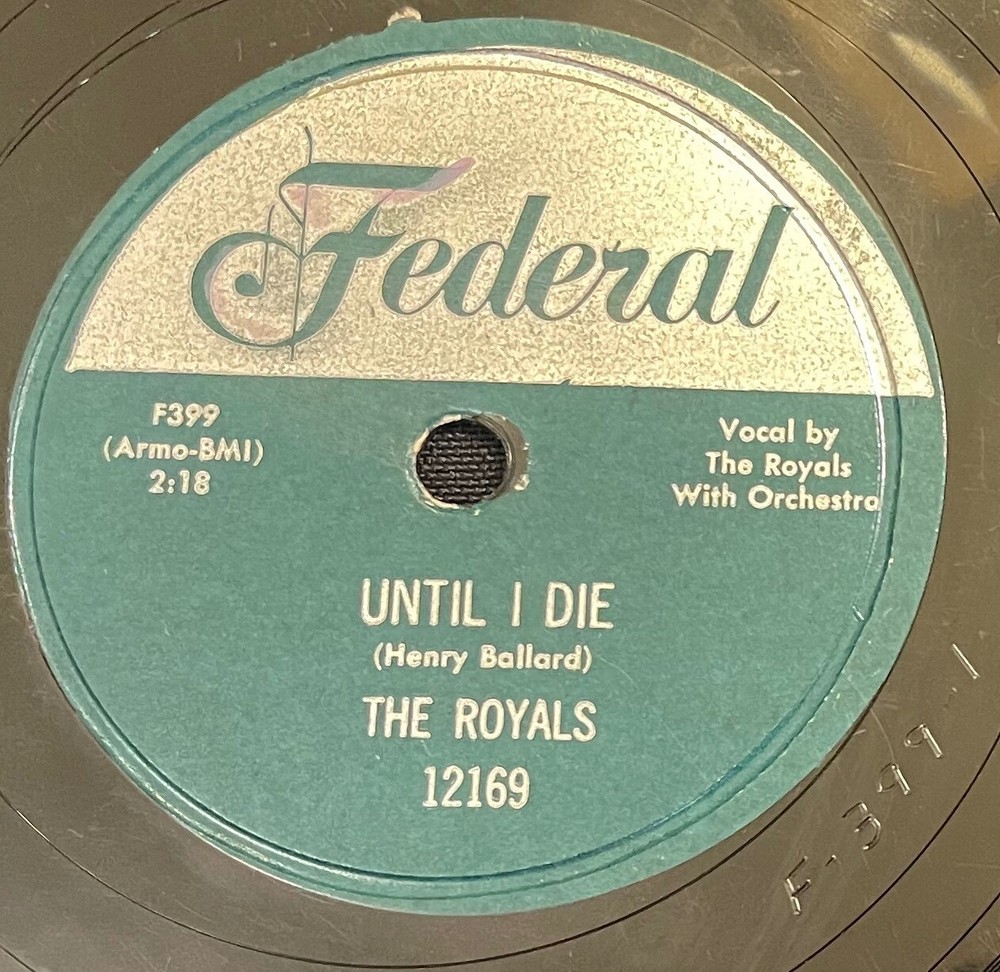 Federal
F399
(Armo-BMI)
2:18
Vocal by
The Royals
With Orchestra
UNTIL I DIE
(Henry Ballard)
THE ROYALS
12169
F-399-1